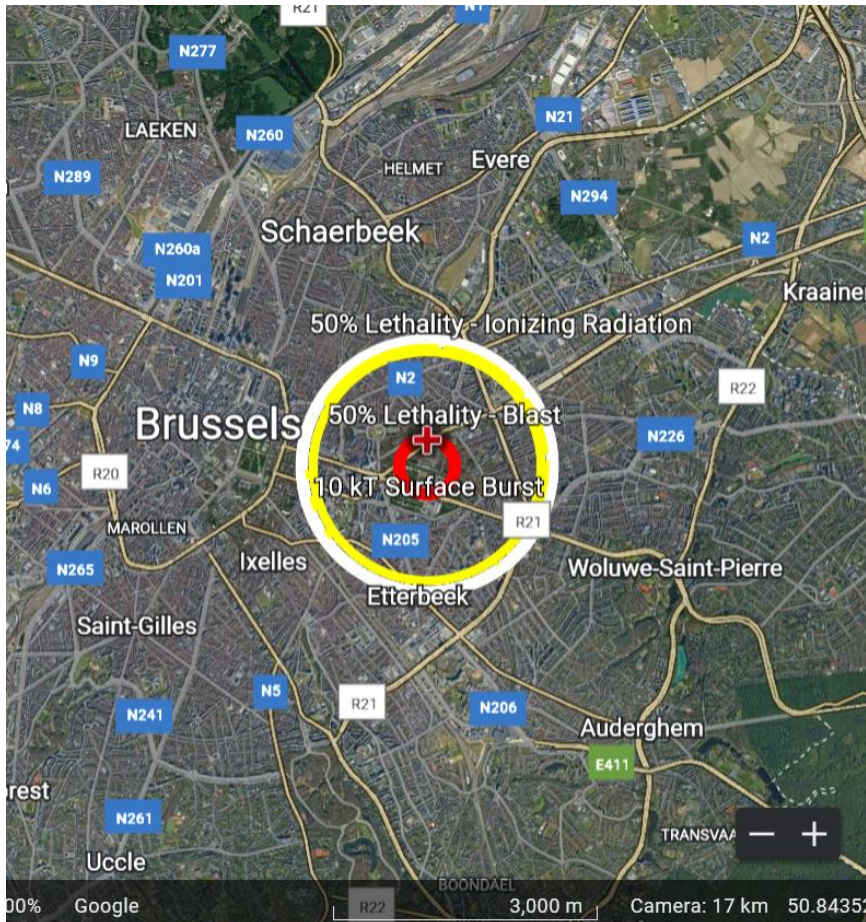 R21
N1
N277
LAEKEN
N260
N21
HELMET
Evere
N289
N294
Schaerbeek
N260a
N201
N2
Kraainem
50% Lethality - Ionizing Radiation
N9
N2
R22
N8
50% Lethality - Blast
Brussels
N226
74
R20
N6
10 kT Surface Burst
R21
MAROLLEN
N205
Ixelles
N265
Woluwe-Saint-Pierre
Etterbeek
Saint-Gilles
N5
R21
N241
N206
Auderghem
E411
rest
N261
TRANSVAA
Uccle
BOONDAEL
00%
Google
R22
3,000 m
Camera: 17 km
50.8435